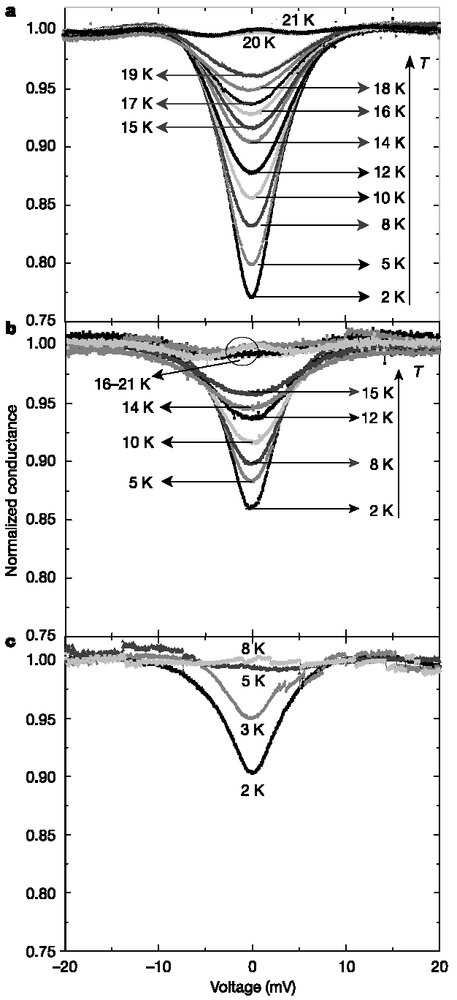 a
1.00
0.95
0.90
0.85
0.80
0.75
21 K
20 K
19 K
17 K
15 K
18 K
16 K
14 K
12 K
10 K
8 K
5 K
2 K
T
b
1.00
0.95
0.90
0.85
0.80
0.75
16–21 K
14 K
10 K
5 K
15 K
12 K
8 K
2 K
T
Normalized conductance
c
1.00
0.95
0.90
0.85
0.80
0.75
8 K
5 K
3 K
2 K
–20
–10
0
10
20
Voltage (mV)